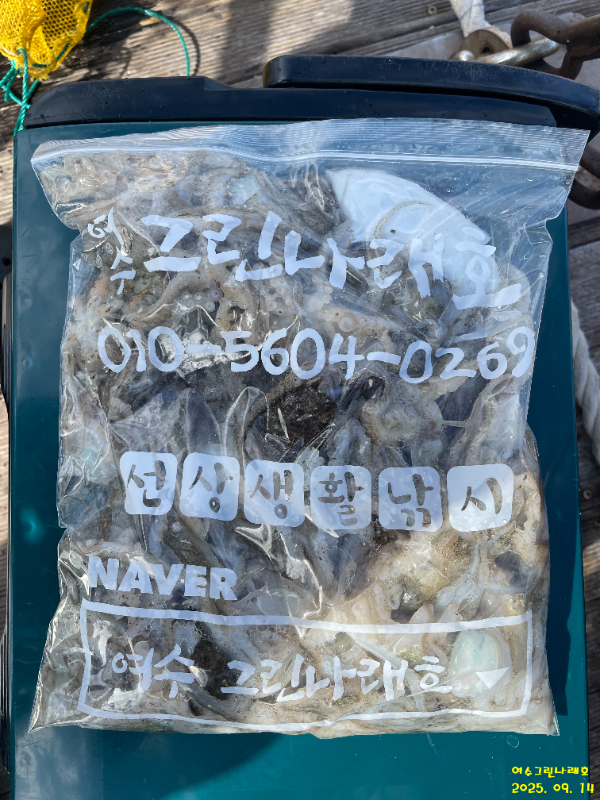 여수 그린나래호
010-5604-0269
선상생활낚시
NAVER
여수 그린나래호
여수그린나래호
2025. 09. 14